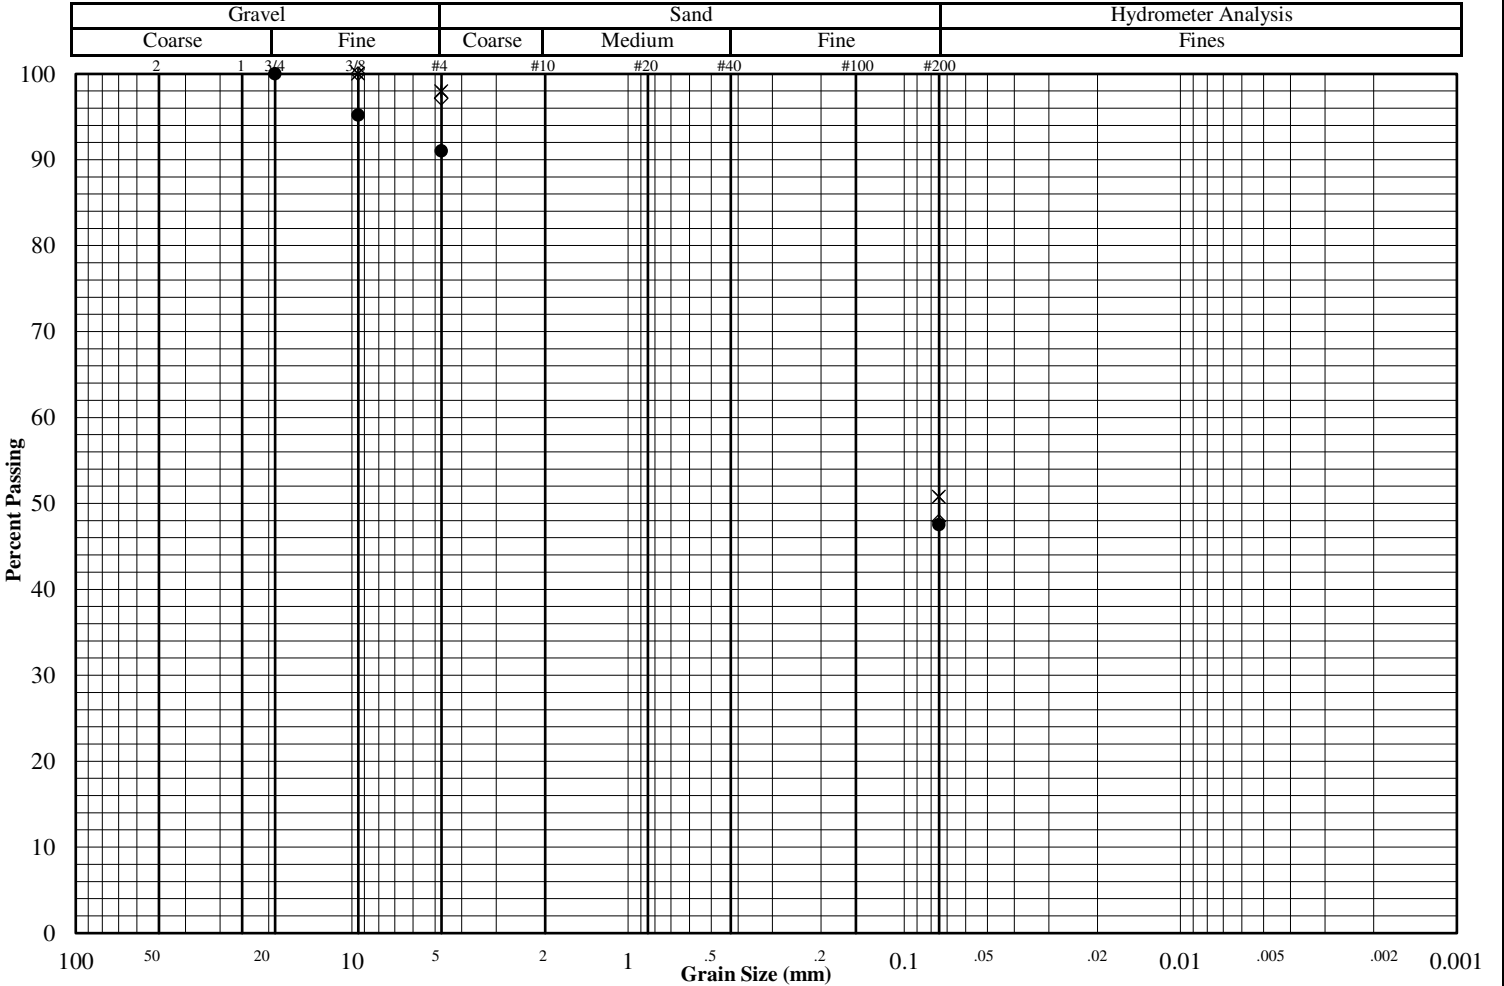 Gravel Sand Hydrometer Analysis
Coarse Fine Coarse Medium Fine Fines
2 1 3/4 3/8 #4 #10 #20 #40 #100 #200
100
90
80
70
60
50
40
30
20
10
0
Percent Passing
100 50 20 10 5 2 1 .5 .2 0.1 .05 .02 0.01 .005 .002 0.001
Grain Size (mm)